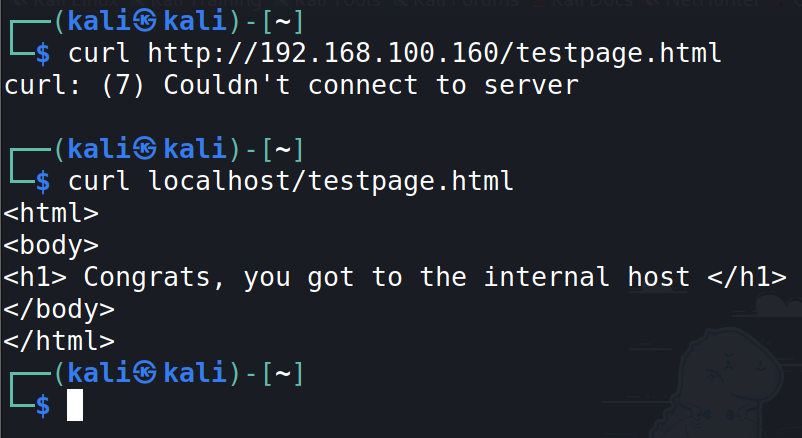 ┌──(kali㉿kali)-[~]
└─$ curl http://192.168.100.160/testpage.html
curl: (7) Couldn't connect to server
┌──(kali㉿kali)-[~]
└─$ curl localhost/testpage.html
<html>
<body>
<h1> Congrats, you got to the internal host </h1>
</body>
</html>
┌──(kali㉿kali)-[~]
└─$